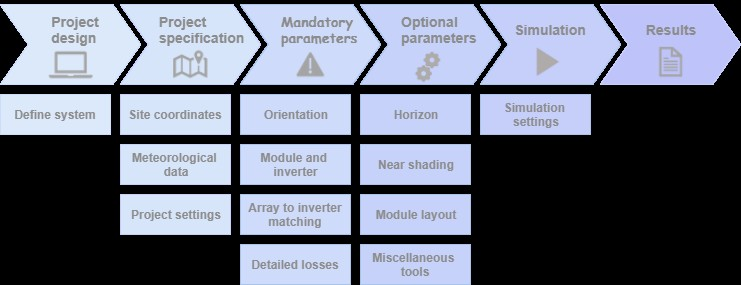 Project
design
Project
specification
Mandatory
parameters
Optional
parameters
Simulation
Results
Define system
Site coordinates
Orientation
Horizon
Simulation
settings
Meteorological
data
Module and
inverter
Near shading
Project settings
Array to inverter
matching
Module layout
Detailed losses
Miscellaneous
tools